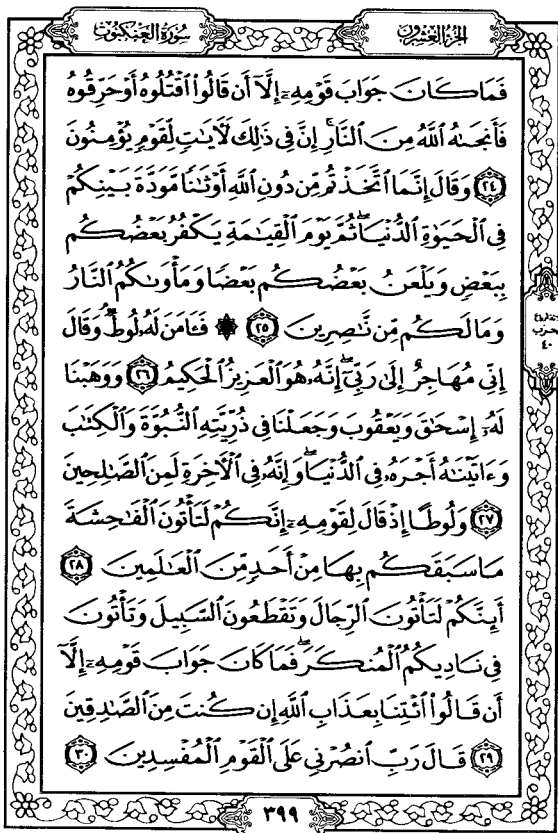 الجزء العشرون
سورة العنكبوت
فَمَا كَانَ جَوَابَ قَوْمِهِۦٓ إِلَّآ أَن قَالُوا۟ ٱقْتُلُوهُ أَوْ حَرِّقُوهُ
فَأَنجَىٰهُ ٱللَّهُ مِنَ ٱلنَّارِ ۚ إِنَّ فِى ذَٰلِكَ لَءَايَٰتٍ لِّقَوْمٍ يُؤْمِنُونَ
﴿٢٤﴾ وَقَالَ إِنَّمَا ٱتَّخَذْتُم مِّن دُونِ ٱللَّهِ أَوْثَٰنًا مَّوَدَّةَ بَيْنِكُمْ
فِى ٱلْحَيَوٰةِ ٱلدُّنْيَا ۖ ثُمَّ يَوْمَ ٱلْقِيَٰمَةِ يَكْفُرُ بَعْضُكُم
بِبَعْضٍ وَيَلْعَنُ بَعْضُكُم بَعْضًا وَمَأْوَىٰكُمُ ٱلنَّارُ
وَمَا لَكُم مِّن نَّٰصِرِينَ ﴿٢٥﴾ ۞ فَـَٔامَنَ لَهُۥ لُوطٌ ۘ وَقَالَ
إِنِّى مُهَاجِرٌ إِلَىٰ رَبِّىٓ ۖ إِنَّهُۥ هُوَ ٱلْعَزِيزُ ٱلْحَكِيمُ ﴿٢٦﴾ وَوَهَبْنَا
لَهُۥٓ إِسْحَٰقَ وَيَعْقُوبَ وَجَعَلْنَا فِى ذُرِّيَّتِهِ ٱلنُّبُوَّةَ وَٱلْكِتَٰبَ
وَءَاتَيْنَٰهُ أَجْرَهُۥ فِى ٱلدُّنْيَا ۖ وَإِنَّهُۥ فِى ٱلْءَاخِرَةِ لَمِنَ ٱلصَّٰلِحِينَ
﴿٢٧﴾ وَلُوطًا إِذْ قَالَ لِقَوْمِهِۦٓ إِنَّكُمْ لَتَأْتُونَ ٱلْفَٰحِشَةَ
مَا سَبَقَكُم بِهَا مِنْ أَحَدٍ مِّنَ ٱلْعَٰلَمِينَ ﴿٢٨﴾
أَئِنَّكُمْ لَتَأْتُونَ ٱلرِّجَالَ وَتَقْطَعُونَ ٱلسَّبِيلَ وَتَأْتُونَ
فِى نَادِيكُمُ ٱلْمُنكَرَ ۖ فَمَا كَانَ جَوَابَ قَوْمِهِۦٓ إِلَّآ
أَن قَالُوا۟ ٱئْتِنَا بِعَذَابِ ٱللَّهِ إِن كُنتَ مِنَ ٱلصَّٰدِقِينَ
﴿٢٩﴾ قَالَ رَبِّ ٱنصُرْنِى عَلَى ٱلْقَوْمِ ٱلْمُفْسِدِينَ ﴿٣٠﴾
٤٠
٣٩٩